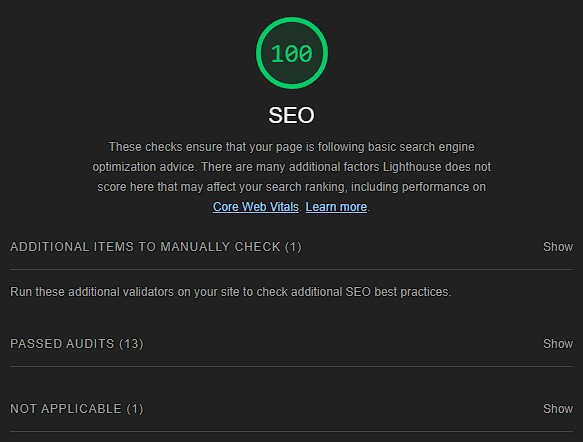 100
SEO
These checks ensure that your page is following basic search engine
optimization advice. There are many additional factors Lighthouse does not
score here that may affect your search ranking, including performance on
Core Web Vitals. Learn more.
ADDITIONAL ITEMS TO MANUALLY CHECK (1) Show
Run these additional validators on your site to check additional SEO best practices.
PASSED AUDITS (13) Show
NOT APPLICABLE (1) Show